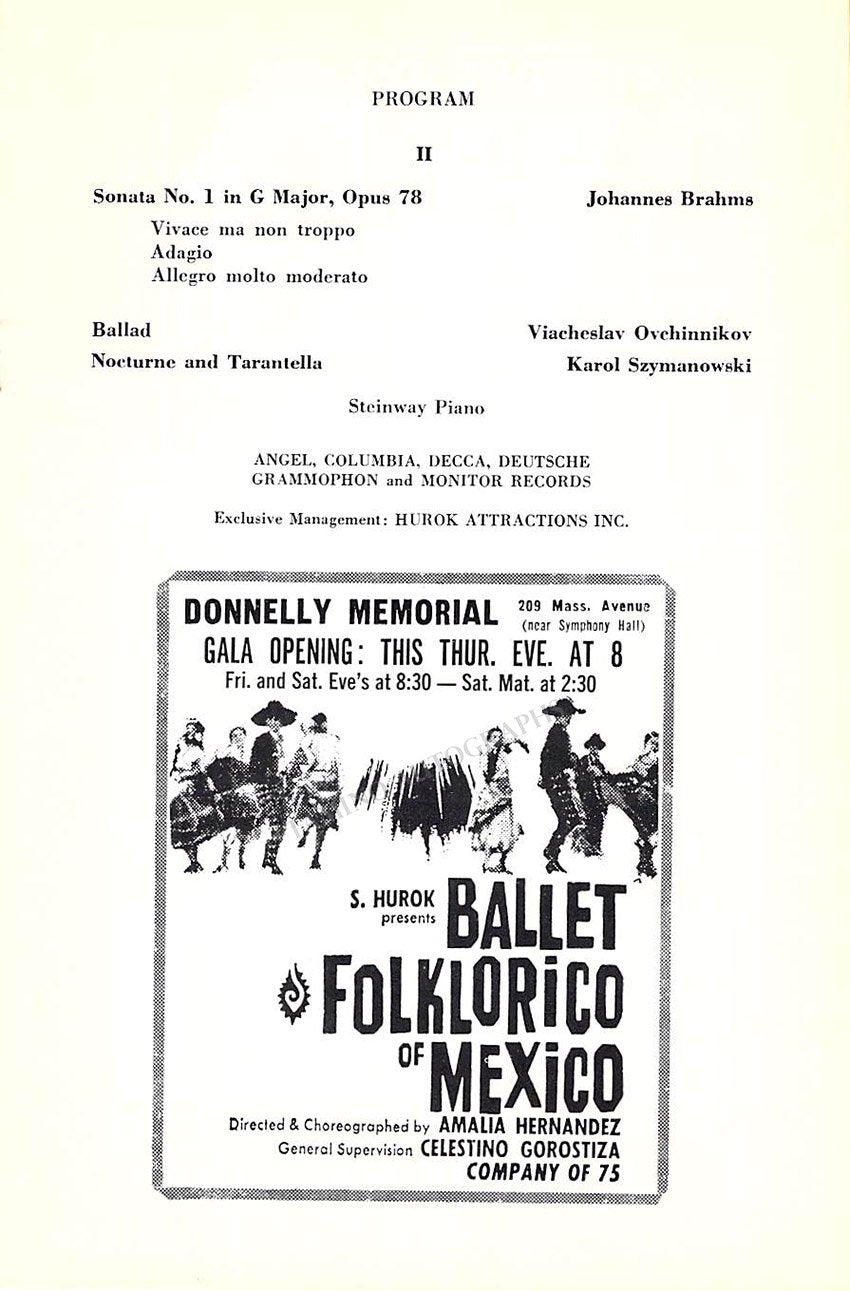 PROGRAM
II
Sonata No. 1 in G Major, Opus 78 Johannes Brahms
Vivace ma non troppo
Adagio
Allegro molto moderato
Ballad Viacheslav Ovchinnikov
Nocturne and Tarantella Karol Szymanowski
Steinway Piano
ANGEL, COLUMBIA, DECCA, DEUTSCHE
GRAMMOPHON and MONITOR RECORDS
Exclusive Management: HUROK ATTRACTIONS INC.
DONNELLY MEMORIAL 209 Mass. Avenue
(near Symphony Hall)
GALA OPENING: THIS THUR. EVE. AT 8
Fri. and Sat. Eve's at 8:30 — Sat. Mat. at 2:30
S. HUROK
presents
BALLET
FOLKLORiCO
OF MEXiCO
Directed & Choreographed by AMALIA HERNANDEZ
General Supervision CELESTINO GOROSTIZA
COMPANY OF 75